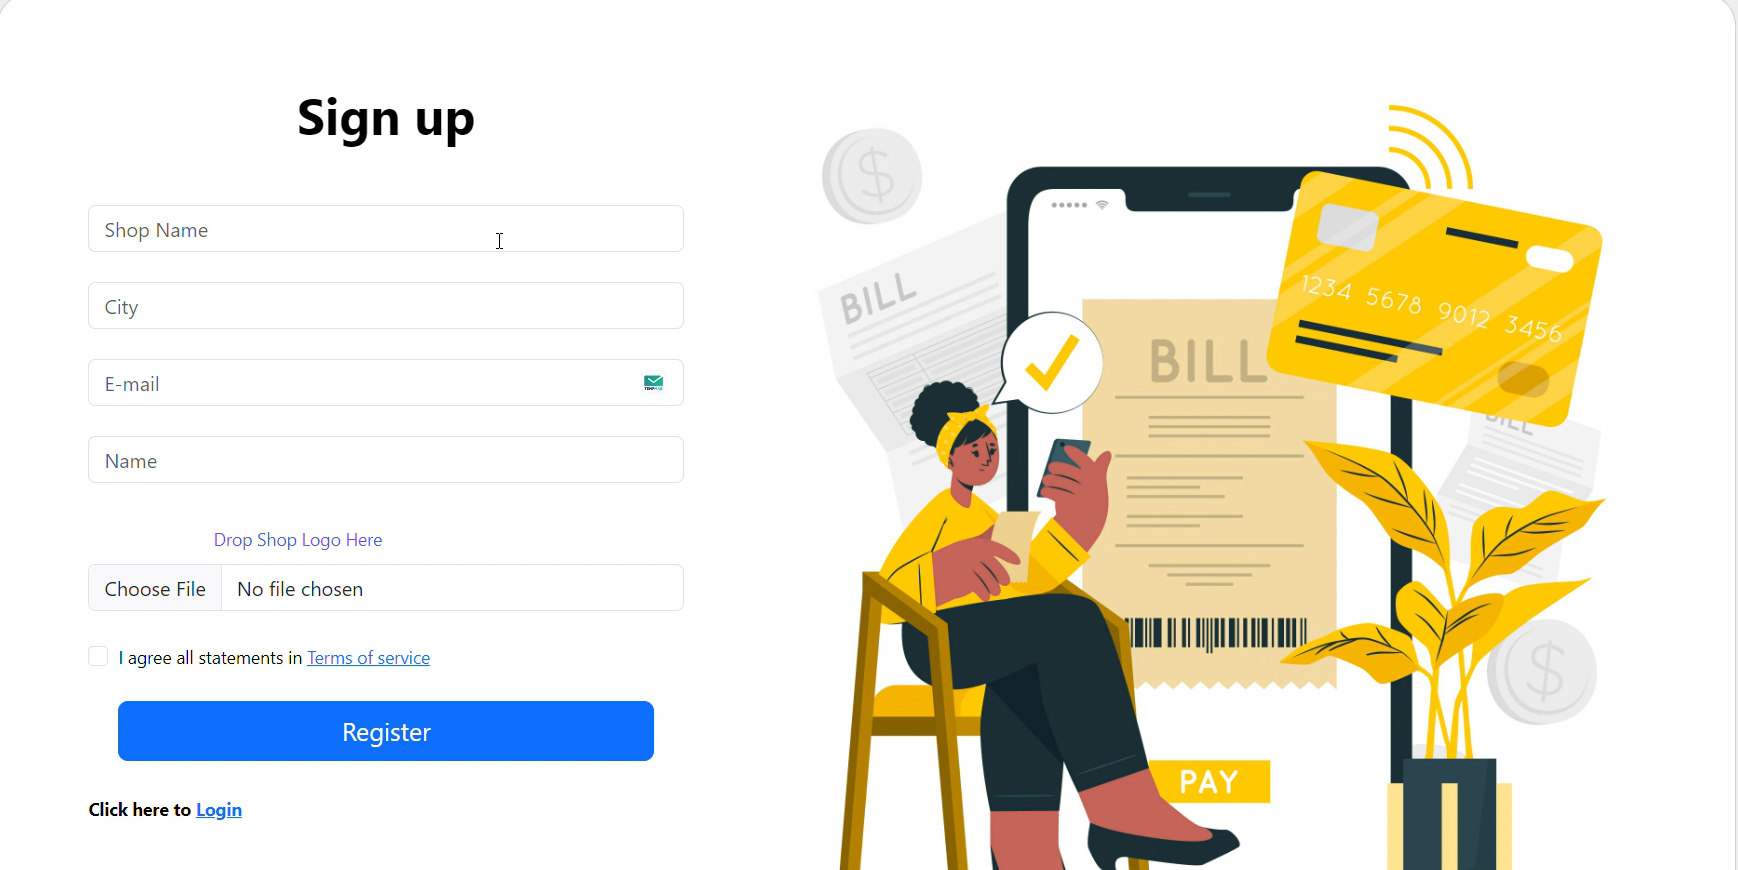 Sign up
Shop Name
City
E-mail
Name
Drop Shop Logo Here
Choose File No file chosen
I agree all statements in Terms of service
Register
Click here to Login
BILL
BILL
1234 5678 9012 3456
BILL
PAY